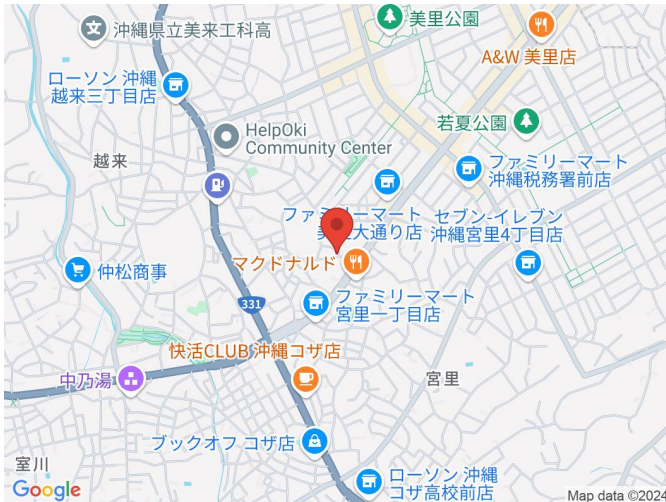 美里公園
沖縄県立美来工科高
A&W 美里店
ローソン 沖縄
越来三丁目店
若夏公園
HelpOki
Community Center
越来
ファミリーマート
沖縄税務署前店
ファミリーマート
大通り店
セブン-イレブン
沖縄宮里4丁目店
マクドナルド
仲松商事
331
ファミリーマート
宮里一丁目店
快活CLUB 沖縄コザ店
中乃湯
宮里
ブックオフ コザ店
室川
ローソン 沖縄
コザ高校前店
Google
Map data ©2024